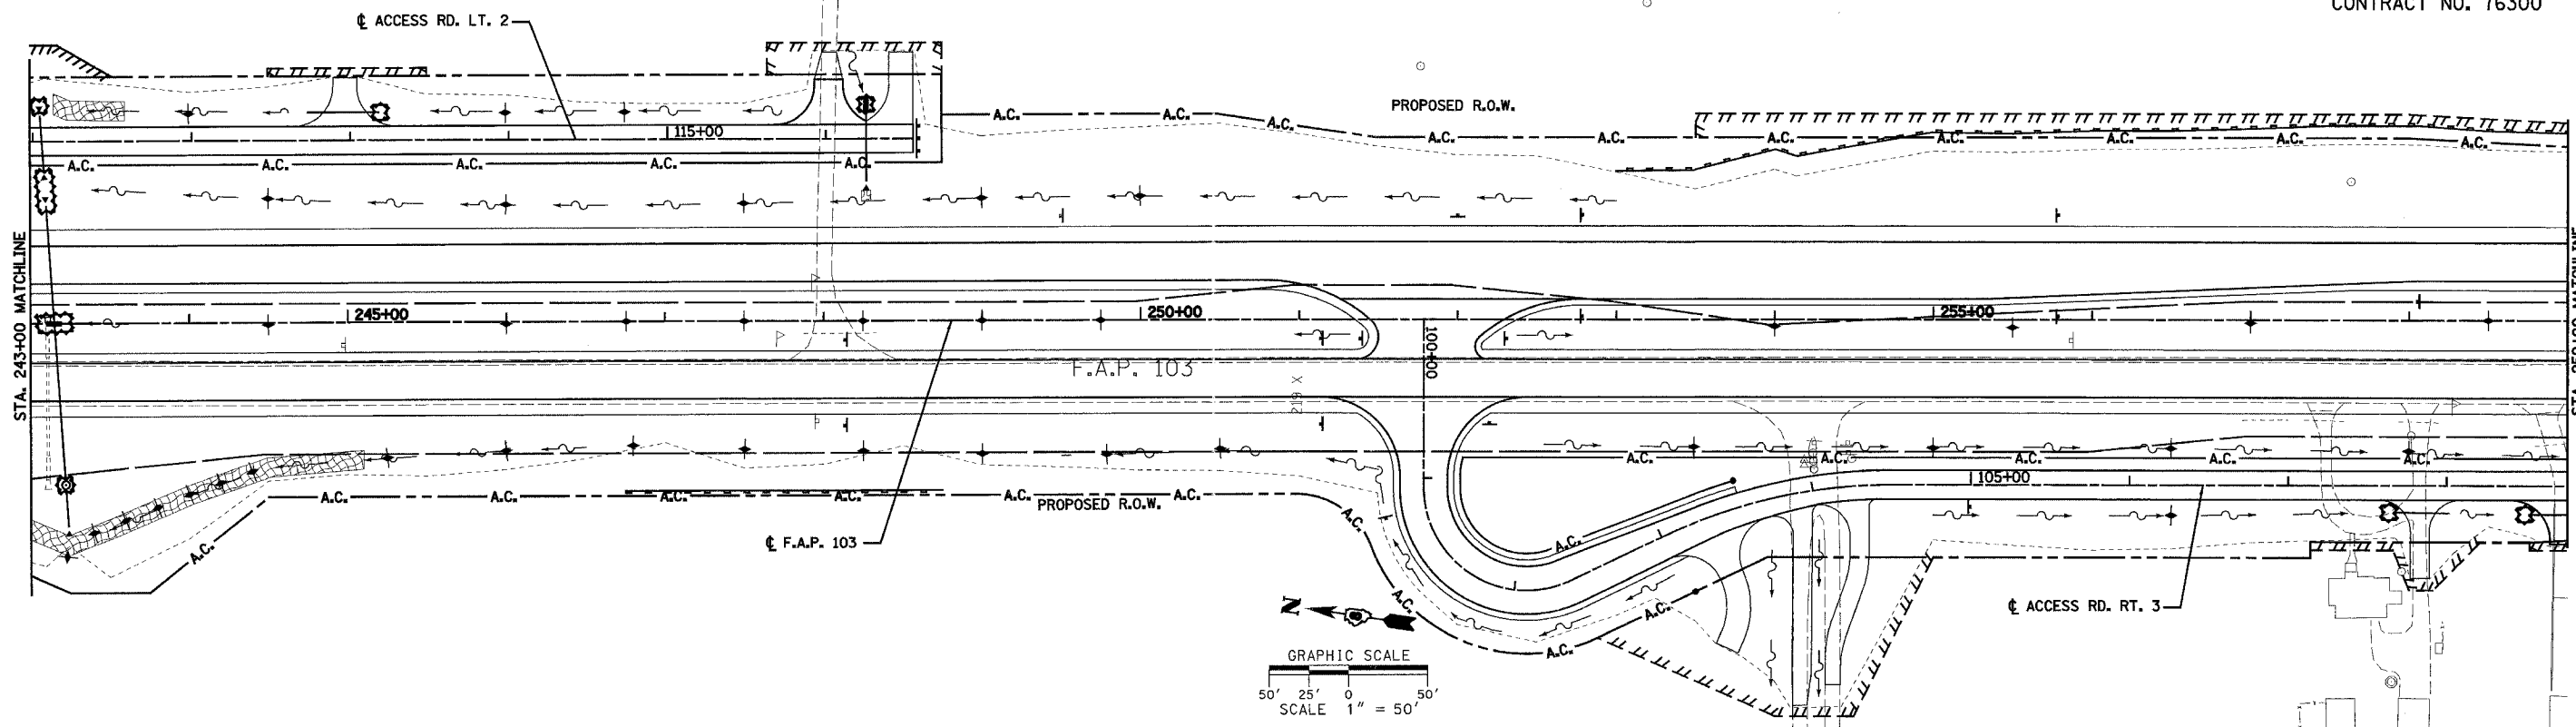 CONTRACT NO. 76300
℄ ACCESS RD. LT. 2
PROPOSED R.O.W.
A.C. A.C. A.C. A.C. A.C. A.C. A.C. A.C. A.C. A.C.
115+00
A.C. A.C. A.C. A.C. A.C.
STA. 243+00 MATCHLINE
245+00
250+00
255+00
100+00
F.A.P. 103
219 X
A.C. A.C. A.C. A.C. A.C.
105+00
A.C. A.C. A.C. A.C. A.C. A.C.
PROPOSED R.O.W.
℄ F.A.P. 103
A.C.
A.C.
A.C.
A.C.
A.C.
A.C.
℄ ACCESS RD. RT. 3
N
GRAPHIC SCALE
50' 25' 0 50'
SCALE 1" = 50'